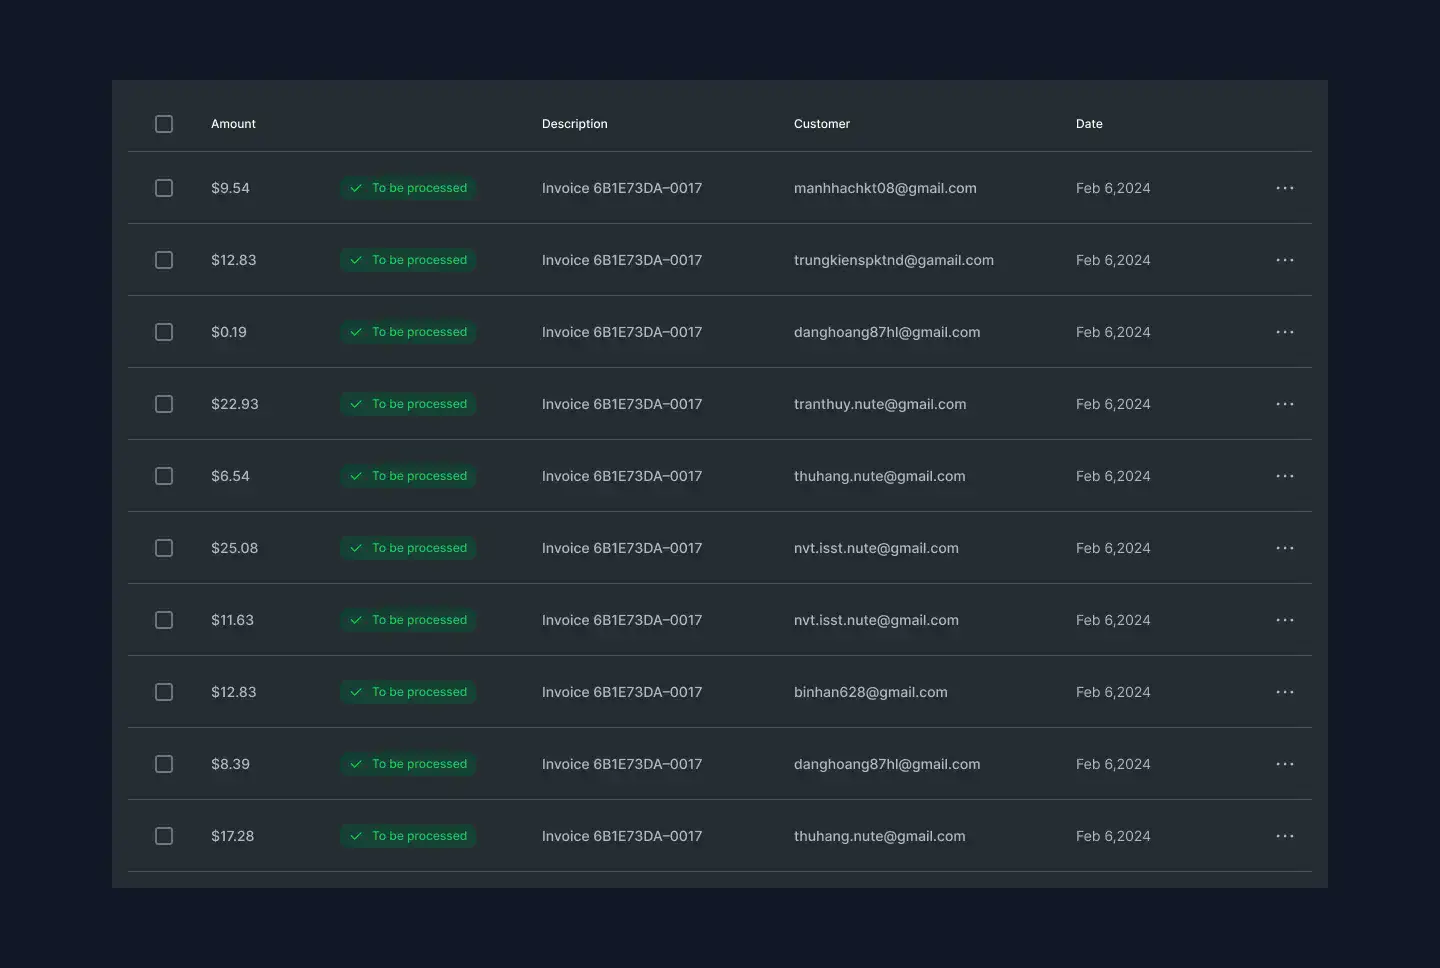 Amount Description Customer Date
$9.54 To be processed Invoice 6B1E73DA–0017 manhhachkt08@gmail.com Feb 6,2024
$12.83 To be processed Invoice 6B1E73DA–0017 trungkienspktnd@gamail.com Feb 6,2024
$0.19 To be processed Invoice 6B1E73DA–0017 danghoang87hl@gmail.com Feb 6,2024
$22.93 To be processed Invoice 6B1E73DA–0017 tranthuy.nute@gmail.com Feb 6,2024
$6.54 To be processed Invoice 6B1E73DA–0017 thuhang.nute@gmail.com Feb 6,2024
$25.08 To be processed Invoice 6B1E73DA–0017 nvt.isst.nute@gmail.com Feb 6,2024
$11.63 To be processed Invoice 6B1E73DA–0017 nvt.isst.nute@gmail.com Feb 6,2024
$12.83 To be processed Invoice 6B1E73DA–0017 binhan628@gmail.com Feb 6,2024
$8.39 To be processed Invoice 6B1E73DA–0017 danghoang87hl@gmail.com Feb 6,2024
$17.28 To be processed Invoice 6B1E73DA–0017 thuhang.nute@gmail.com Feb 6,2024